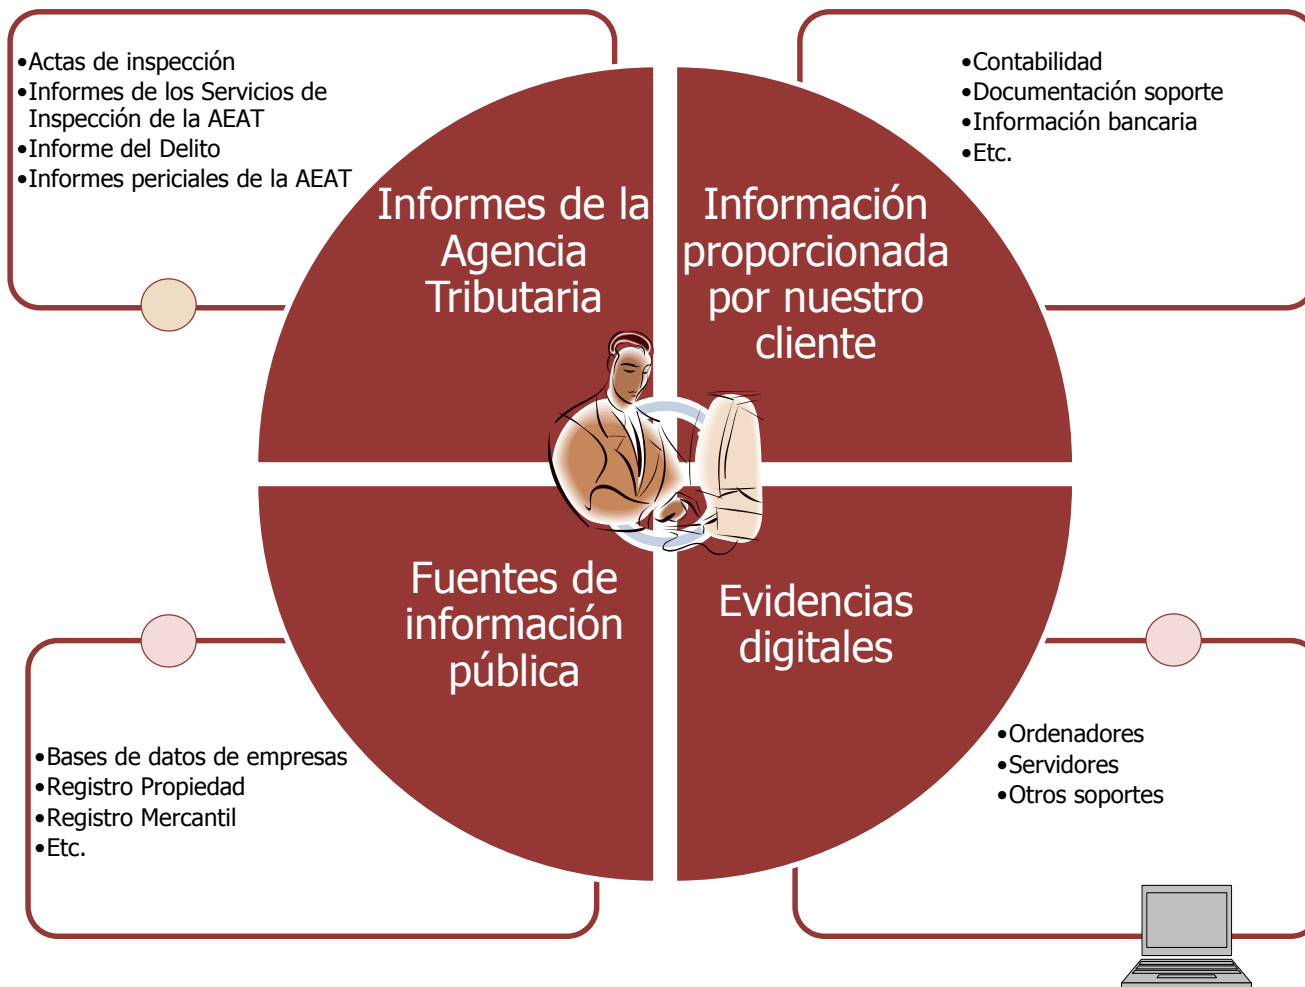 •Actas de inspección
•Informes de los Servicios de
Inspección de la AEAT
•Informe del Delito
•Informes periciales de la AEAT
Informes de la
Agencia
Tributaria
Información
proporcionada
por nuestro
cliente
•Contabilidad
•Documentación soporte
•Información bancaria
•Etc.
•Bases de datos de empresas
•Registro Propiedad
•Registro Mercantil
•Etc.
Fuentes de
información
pública
Evidencias
digitales
•Ordenadores
•Servidores
•Otros soportes